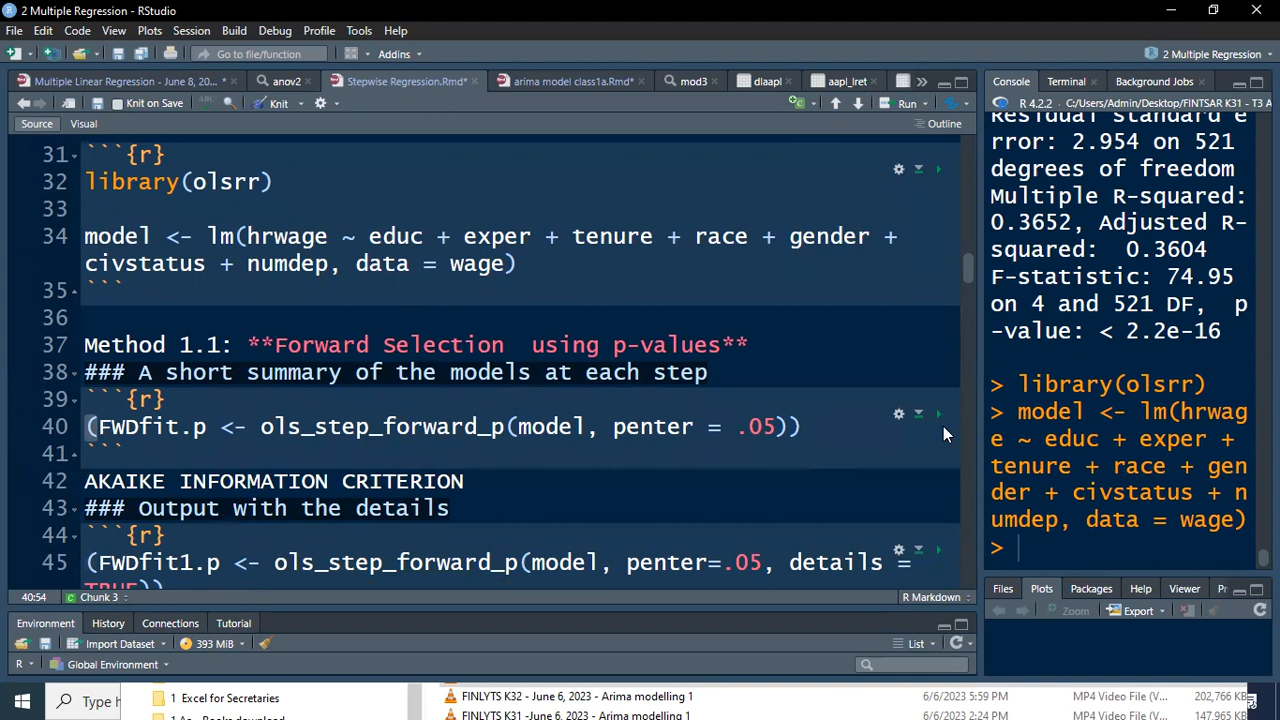 2 Multiple Regression - RStudio
File Edit Code View Plots Session Build Debug Profile Tools Help
Go to file/function
Addins
2 Multiple Regression
Multiple Linear Regression - June 8, 20...*
anov2
Stepwise Regression.Rmd*
arima model class1a.Rmd*
mod3
dlaapl
aapl_lret
Knit on Save
Knit
Run
Source Visual
Outline
31 ```{r}
32 library(olsrr)
33
34 model <- lm(hrwage ~ educ + exper + tenure + race + gender +
civstatus + numdep, data = wage)
35 ```
36
37 Method 1.1: **Forward Selection  using p-values**
38 ### A short summary of the models at each step
39 ```{r}
40 (FWDfit.p <- ols_step_forward_p(model, penter = .05))
41 ```
42 AKAIKE INFORMATION CRITERION
43 ### Output with the details
44 ```{r}
45 (FWDfit1.p <- ols_step_forward_p(model, penter=.05, details =
TRUE))
40:54 Chunk 3 R Markdown
Environment History Connections Tutorial
Import Dataset 393 MiB List
R Global Environment
Console Terminal Background Jobs
R 4.2.2 C:/Users/Admin/Desktop/FINTSAR K31 - T3 A
Residual standard e
rror: 2.954 on 521
degrees of freedom
Multiple R-squared:
0.3652, Adjusted R-
squared:  0.3604
F-statistic: 74.95
on 4 and 521 DF,  p
-value: < 2.2e-16
> library(olsrr)
> model <- lm(hrwag
e ~ educ + exper +
tenure + race + gen
der + civstatus + n
umdep, data = wage)
>
Files Plots Packages Help Viewer Pr
Zoom Export
Type h
1 Excel for Secretaries
FINLYTS K32 - June 6, 2023 - Arima modelling 1 6/6/2023 5:59 PM MP4 Video File (V... 202,766 KB
FINLYTS K31 -June 6, 2023 - Arima modelling 1 6/6/2023 2:24 PM MP4 Video File (V... 147,965 KB